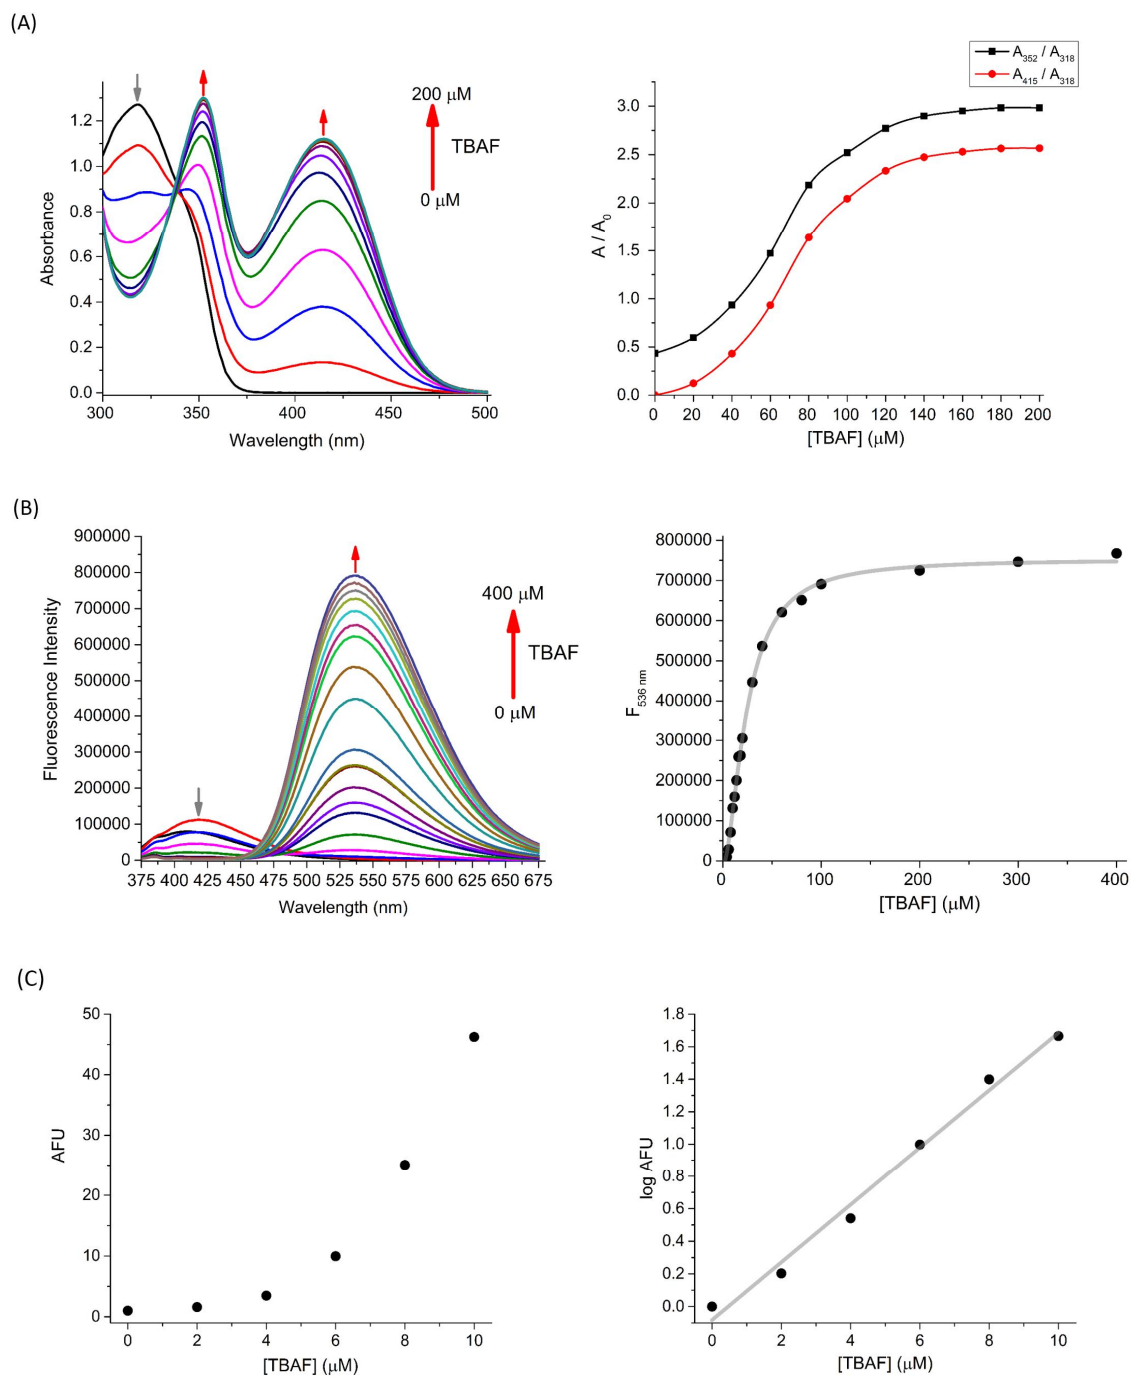 (A)
A352 / A318
A415 / A318
200 μM
TBAF
0 μM
Absorbance
1.2
1.0
0.8
0.6
0.4
0.2
0.0
300 350 400 450 500
Wavelength (nm)
A / A0
3.0
2.5
2.0
1.5
1.0
0.5
0.0
0 20 40 60 80 100 120 140 160 180 200
[TBAF] (μM)
(B)
Fluorescence Intensity
900000
800000
700000
600000
500000
400000
300000
200000
100000
0
375 400 425 450 475 500 525 550 575 600 625 650 675
Wavelength (nm)
400 μM
TBAF
0 μM
F536 nm
800000
700000
600000
500000
400000
300000
200000
100000
0
0 100 200 300 400
[TBAF] (μM)
(C)
AFU
50
40
30
20
10
0
0 2 4 6 8 10
[TBAF] (μM)
log AFU
1.8
1.6
1.4
1.2
1.0
0.8
0.6
0.4
0.2
0.0
0 2 4 6 8 10
[TBAF] (μM)